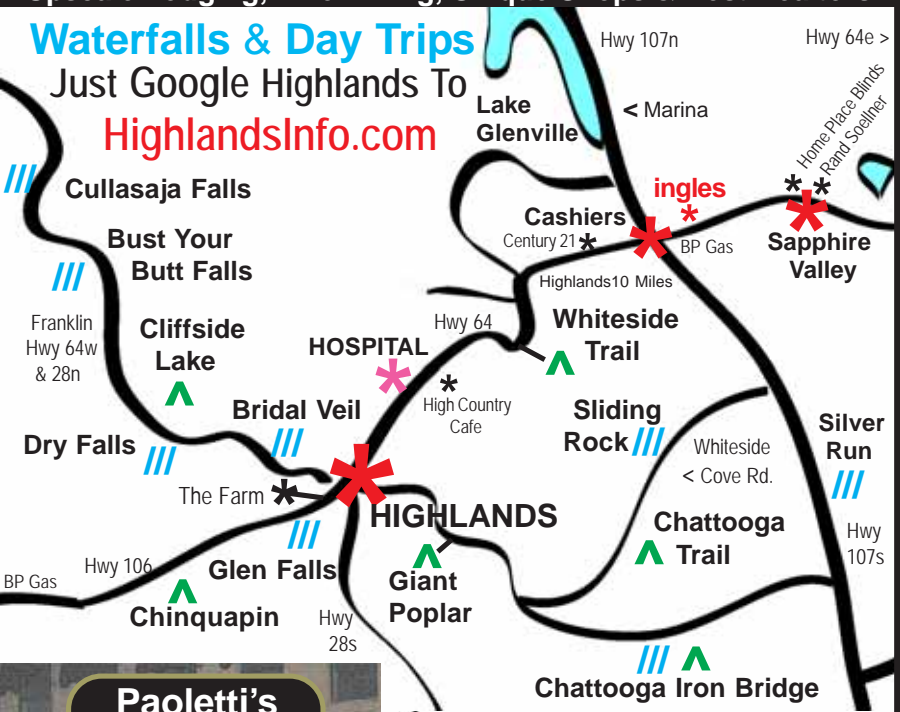 Waterfalls & Day Trips
Just Google Highlands To
HighlandsInfo.com
Hwy 107n
Hwy 64e >
Lake
Glenville
< Marina
Home Place Blinds
Rand Soellner
Cullasaja Falls
ingles
Cashiers
Century 21
BP Gas
Sapphire
Valley
Bust Your
Butt Falls
Highlands10 Miles
Franklin
Hwy 64w
& 28n
Cliffside
Lake
Hwy 64
Whiteside
Trail
HOSPITAL
High Country
Cafe
Bridal Veil
Sliding
Rock
Silver
Run
Dry Falls
Whiteside
< Cove Rd.
The Farm
HIGHLANDS
Chattooga
Trail
Hwy
107s
Glen Falls
Giant
Poplar
BP Gas
Hwy 106
Chinquapin
Hwy
28s
Chattooga Iron Bridge
Paoletti's